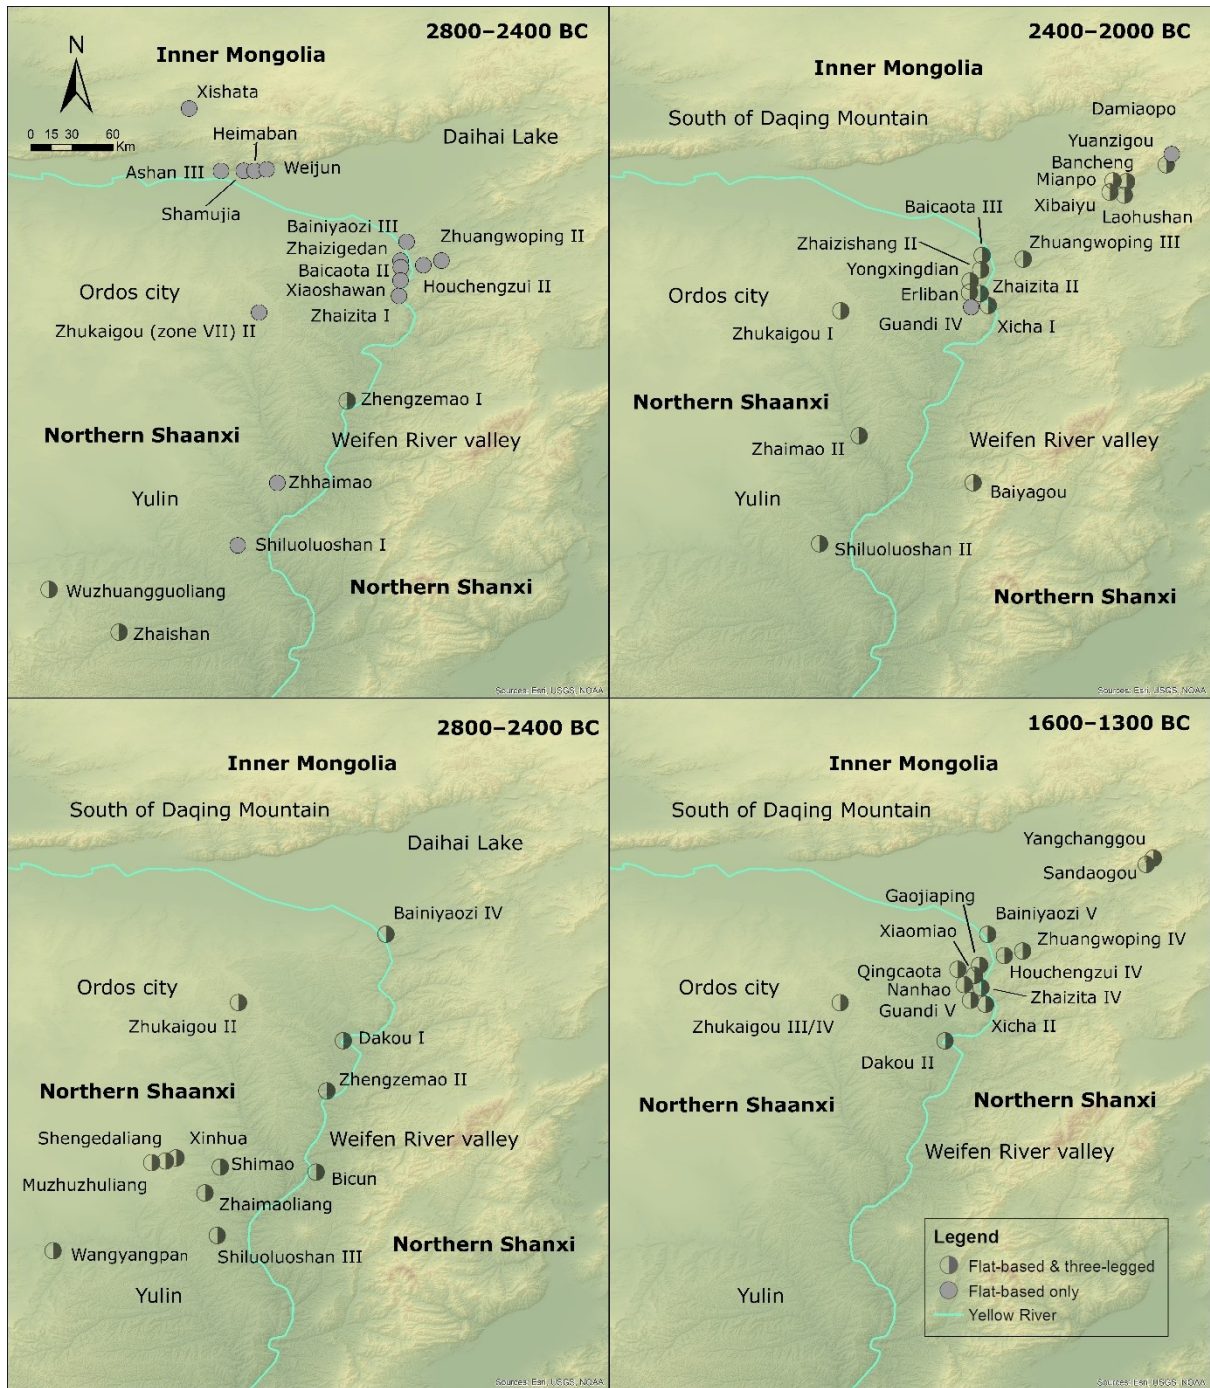 2800–2400 BC
Inner Mongolia
N
Xishata
0 15 30 60
Km
Heimaban
Daihai Lake
Ashan III
Weijun
Shamujia
Bainiyaozi III
Zhuangwoping II
Zhaizigedan
Baicaota II
Houchengzui II
Xiaoshawan
Ordos city
Zhaizita I
Zhukaigou (zone VII) II
Zhengzemao I
Northern Shaanxi
Weifen River valley
Zhhaimao
Yulin
Shiluoluoshan I
Northern Shanxi
Wuzhuangguoliang
Zhaishan
Sources: Esri, USGS, NOAA
2400–2000 BC
Inner Mongolia
South of Daqing Mountain
Damiaopo
Yuanzigou
Bancheng
Mianpo
Xibaiyu
Laohushan
Baicaota III
Zhaizishang II
Zhuangwoping III
Yongxingdian
Zhaizita II
Ordos city
Erliban
Guandi IV
Xicha I
Zhukaigou I
Northern Shaanxi
Zhaimao II
Weifen River valley
Yulin
Baiyagou
Shiluoluoshan II
Northern Shanxi
Sources: Esri, USGS, NOAA
2800–2400 BC
Inner Mongolia
South of Daqing Mountain
Daihai Lake
Bainiyaozi IV
Ordos city
Zhukaigou II
Dakou I
Zhengzemao II
Northern Shaanxi
Shengedaliang
Xinhua
Weifen River valley
Shimao
Bicun
Muzhuzhuliang
Zhaimaoliang
Wangyangpan
Shiluoluoshan III
Northern Shanxi
Yulin
Sources: Esri, USGS, NOAA
1600–1300 BC
Inner Mongolia
South of Daqing Mountain
Yangchanggou
Sandaogou
Gaojiaping
Bainiyaozi V
Xiaomiao
Zhuangwoping IV
Qingcaota
Houchengzui IV
Ordos city
Nanhao
Zhaizita IV
Guandi V
Xicha II
Zhukaigou III/IV
Dakou II
Northern Shaanxi
Northern Shanxi
Weifen River valley
Yulin
Legend
Flat-based & three-legged
Flat-based only
Yellow River
Sources: Esri, USGS, NOAA